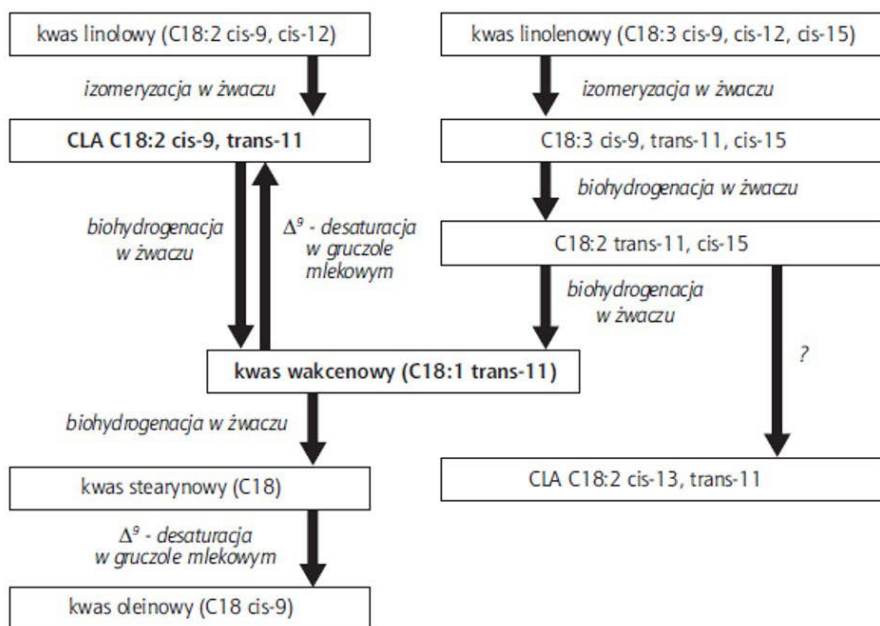 kwas linolowy (C18:2 cis-9, cis-12)
izomeryzacja w żwaczu
CLA C18:2 cis-9, trans-11
biohydrogenacja
w żwaczu
Δ⁹ - desaturacja
w gruczole
mlekowym
kwas linolenowy (C18:3 cis-9, cis-12, cis-15)
izomeryzacja w żwaczu
C18:3 cis-9, trans-11, cis-15
biohydrogenacja w żwaczu
C18:2 trans-11, cis-15
biohydrogenacja
w żwaczu
?
kwas wakcenowy (C18:1 trans-11)
biohydrogenacja w żwaczu
kwas stearynowy (C18)
Δ⁹ - desaturacja
w gruczole mlekowym
kwas oleinowy (C18 cis-9)
CLA C18:2 cis-13, trans-11